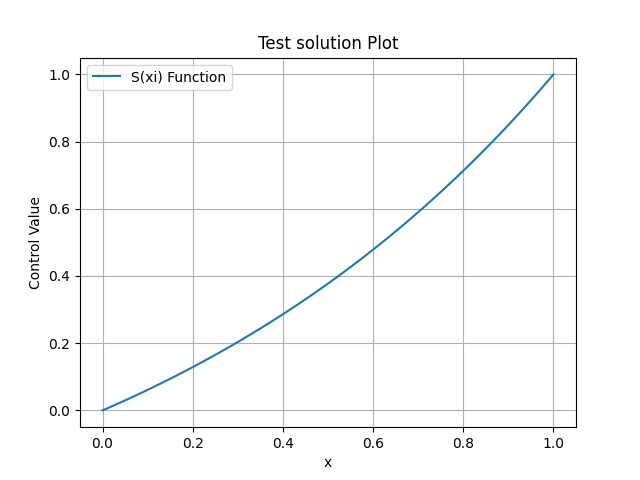 Test solution Plot
S(xi) Function
Control Value
1.0
0.8
0.6
0.4
0.2
0.0
0.0 0.2 0.4 0.6 0.8 1.0
x